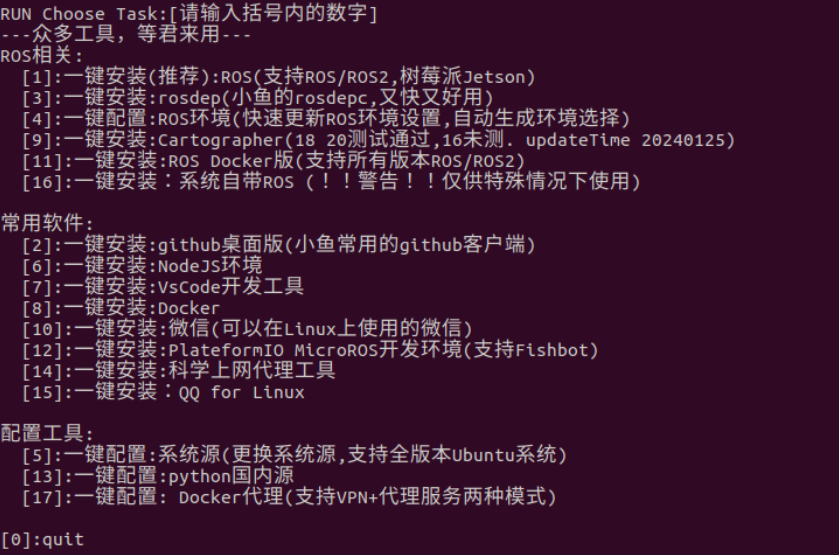 RUN Choose Task:[请输入括号内的数字]
---众多工具，等君来用---
ROS相关:
[1]:一键安装(推荐):ROS(支持ROS/ROS2,树莓派Jetson)
[3]:一键安装:rosdep(小鱼的rosdepc,又快又好用)
[4]:一键配置:ROS环境(快速更新ROS环境设置,自动生成环境选择)
[9]:一键安装:Cartographer(18 20测试通过,16未测. updateTime 20240125)
[11]:一键安装:ROS Docker版(支持所有版本ROS/ROS2)
[16]:一键安装：系统自带ROS (！！警告！！仅供特殊情况下使用)
常用软件:
[2]:一键安装:github桌面版(小鱼常用的github客户端)
[6]:一键安装:NodeJS环境
[7]:一键安装:VsCode开发工具
[8]:一键安装:Docker
[10]:一键安装:微信(可以在Linux上使用的微信)
[12]:一键安装:PlateformIO MicroROS开发环境(支持Fishbot)
[14]:一键安装:科学上网代理工具
[15]:一键安装：QQ for Linux
配置工具:
[5]:一键配置:系统源(更换系统源,支持全版本Ubuntu系统)
[13]:一键配置:python国内源
[17]:一键配置: Docker代理(支持VPN+代理服务两种模式)
[0]:quit